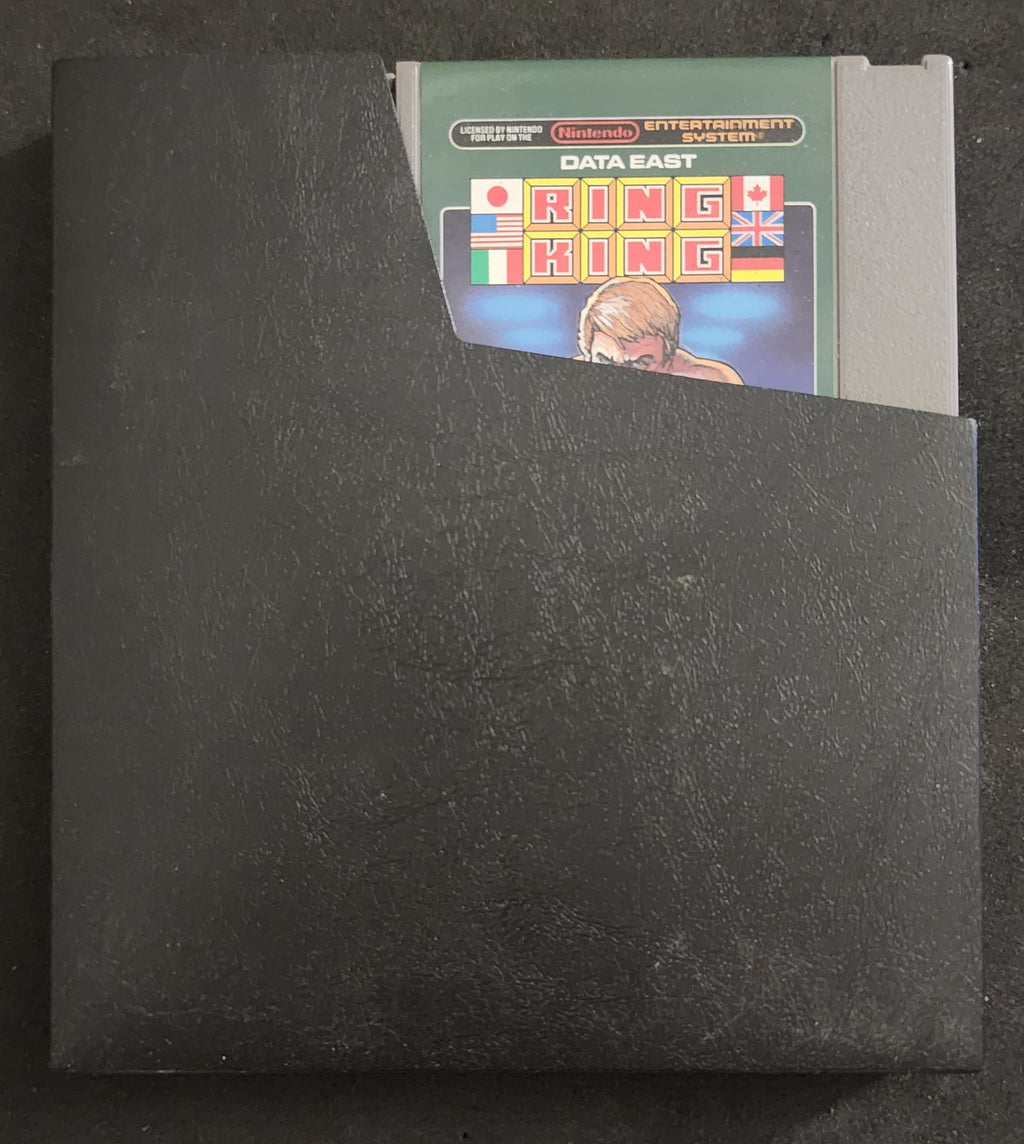 LICENSED BY NINTENDO
FOR PLAY ON THE
Nintendo
ENTERTAINMENT
SYSTEM®
DATA EAST
RING
KING